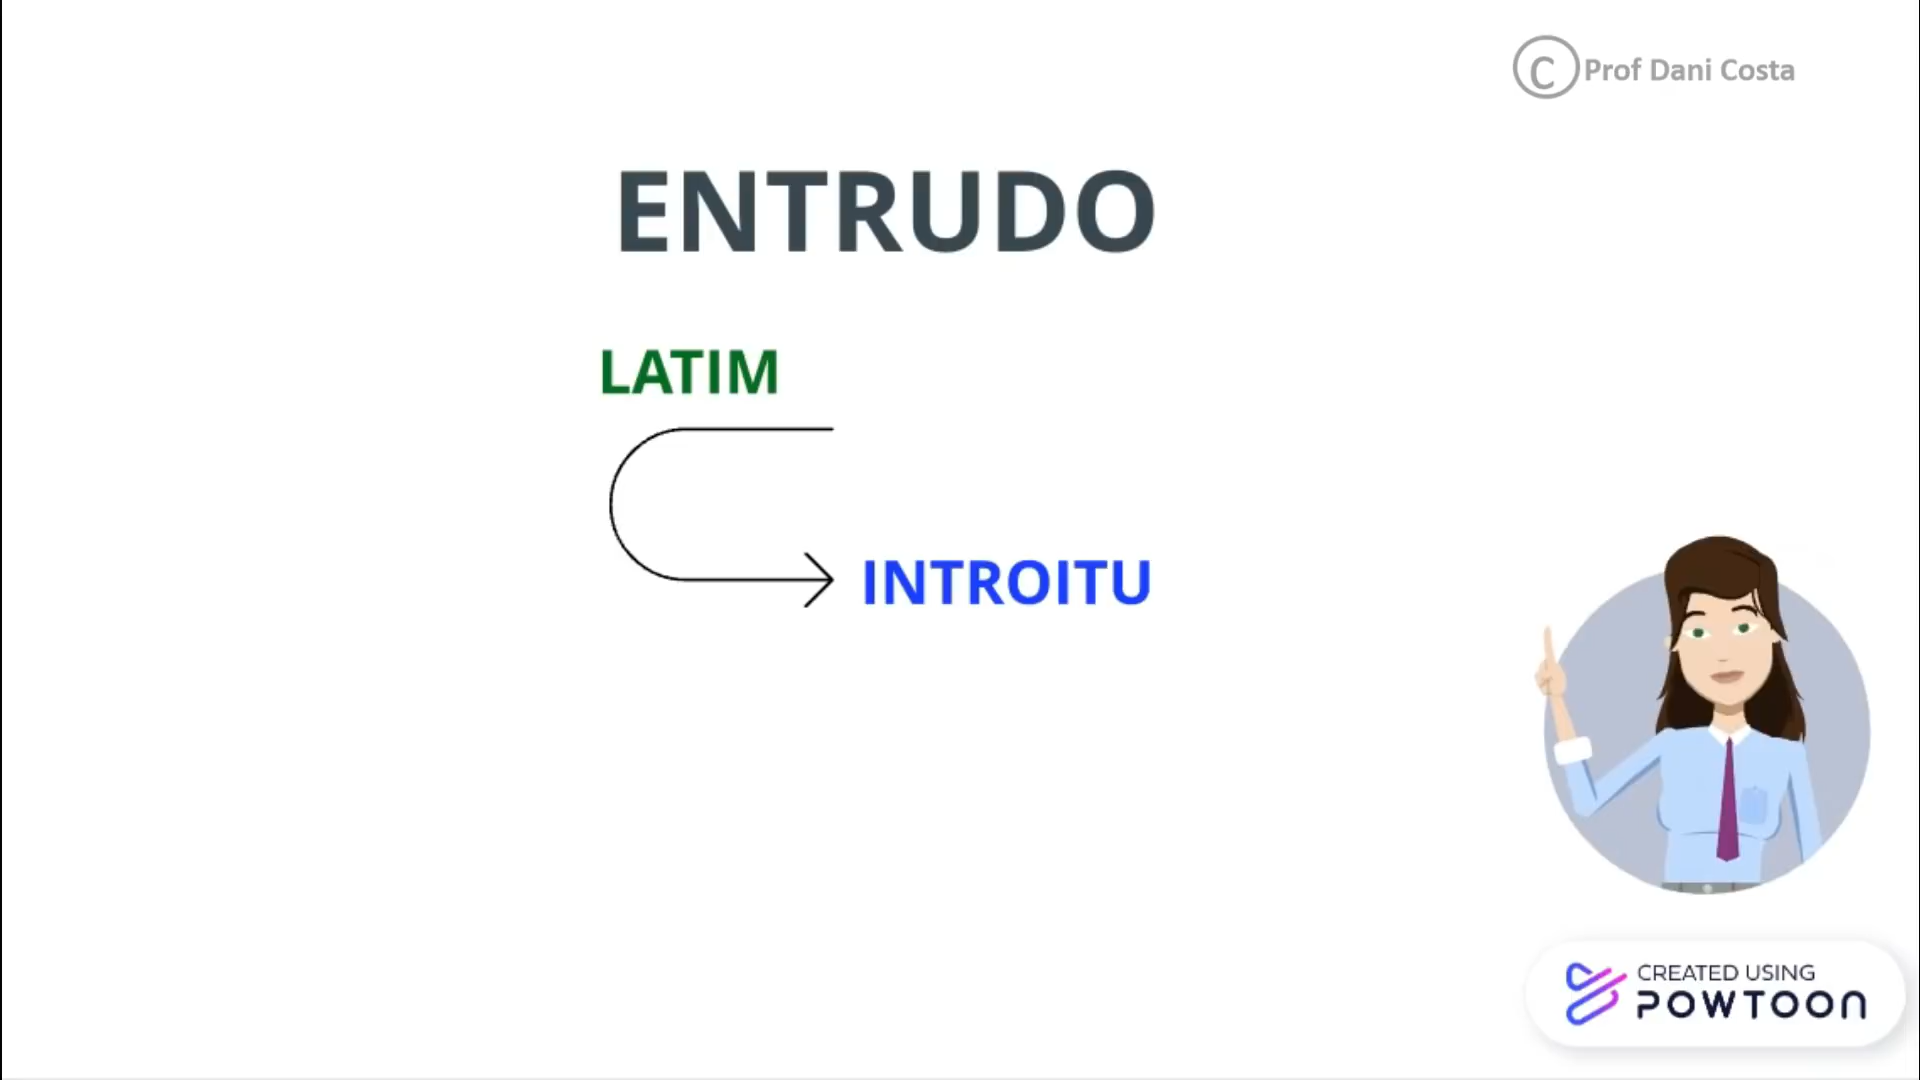 © Prof Dani Costa
ENTRUDO
LATIM
INTROITU
CREATED USING
POWTOON